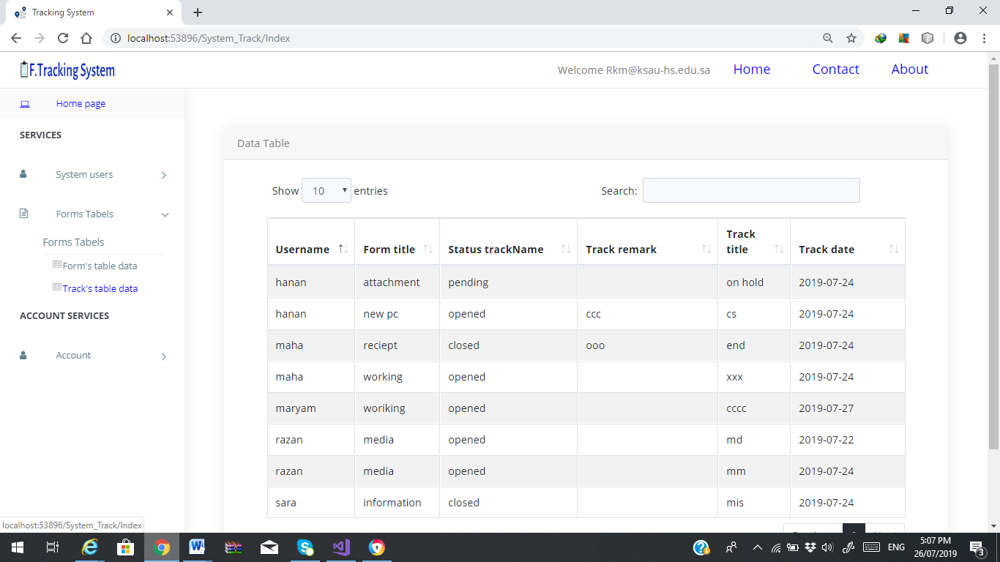 Tracking System
localhost:53896/System_Track/Index
F.Tracking System
Welcome Rkm@ksau-hs.edu.sa Home Contact About
Home page
SERVICES
System users
Forms Tabels
Forms Tabels
Form's table data
Track's table data
ACCOUNT SERVICES
Account
Data Table
Show 10 entries Search:
Username Form title Status trackName Track remark Track title Track date
hanan attachment pending on hold 2019-07-24
hanan new pc opened ccc cs 2019-07-24
maha reciept closed ooo end 2019-07-24
maha working opened xxx 2019-07-24
maryam woriking opened cccc 2019-07-27
razan media opened md 2019-07-22
razan media opened mm 2019-07-24
sara information closed mis 2019-07-24
localhost:53896/System_Track/Index
ENG
5:07 PM
26/07/2019
3